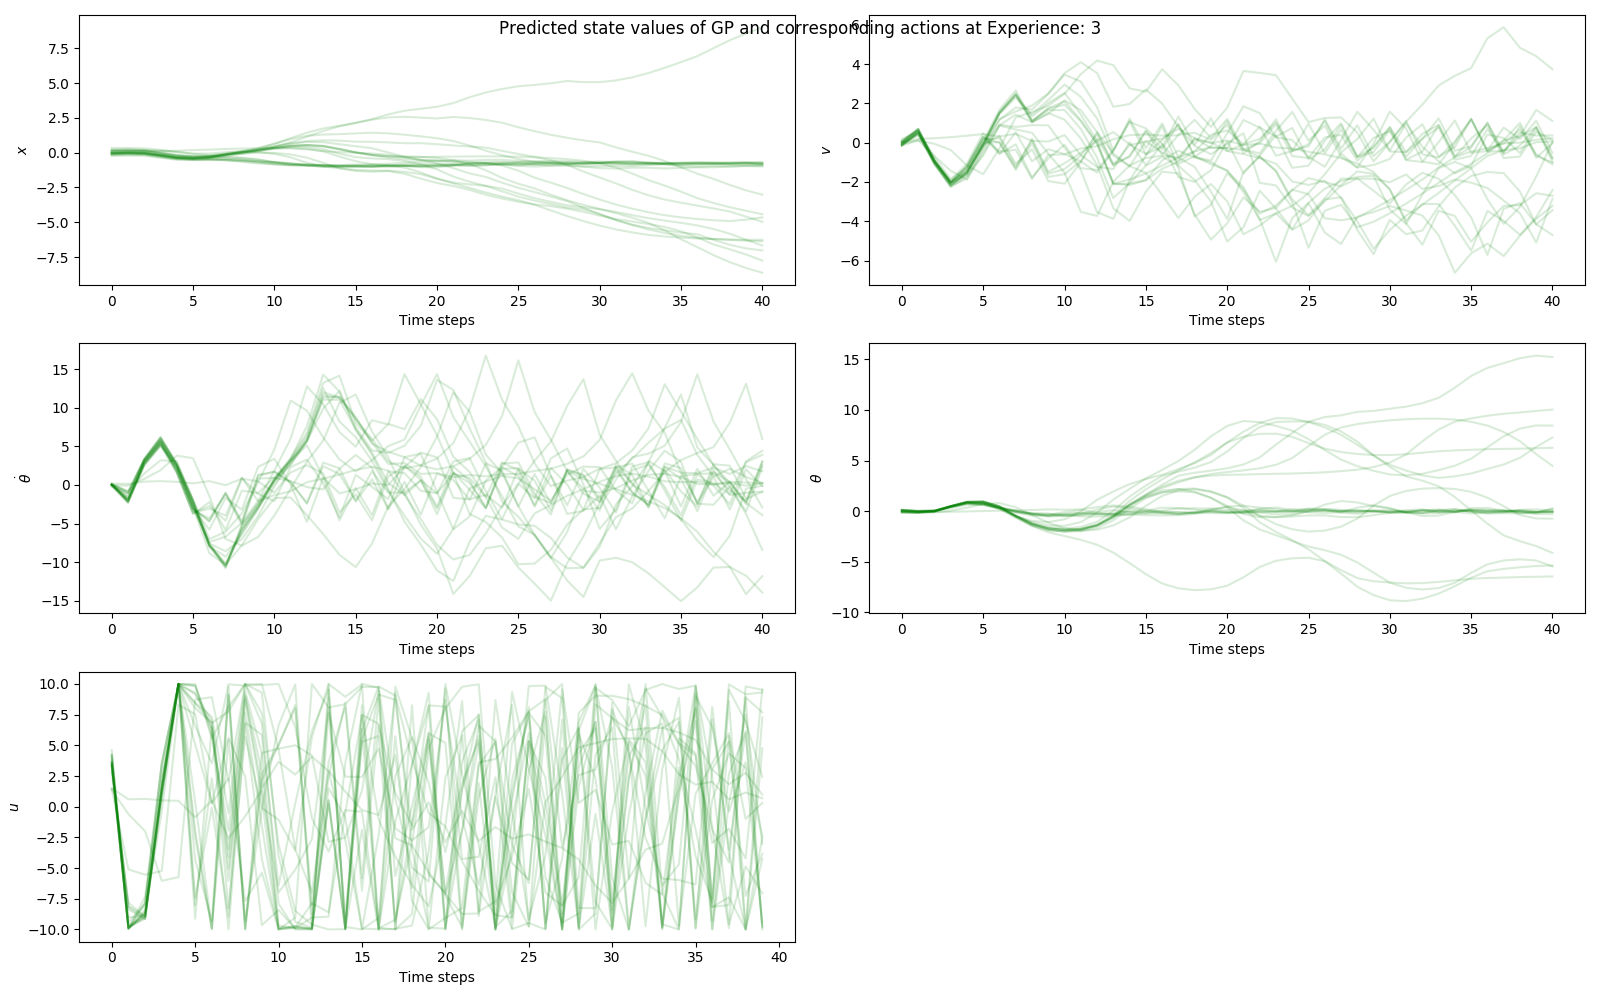 Predicted state values of GP and corresponding actions at Experience: 3
7.5
5.0
2.5
0.0
−2.5
−5.0
−7.5
x
0 5 10 15 20 25 30 35 40
Time steps
6
4
2
0
−2
−4
−6
v
0 5 10 15 20 25 30 35 40
Time steps
15
10
5
0
−5
−10
−15
θ̇
0 5 10 15 20 25 30 35 40
Time steps
15
10
5
0
−5
−10
θ
0 5 10 15 20 25 30 35 40
Time steps
10.0
7.5
5.0
2.5
0.0
−2.5
−5.0
−7.5
−10.0
u
0 5 10 15 20 25 30 35 40
Time steps